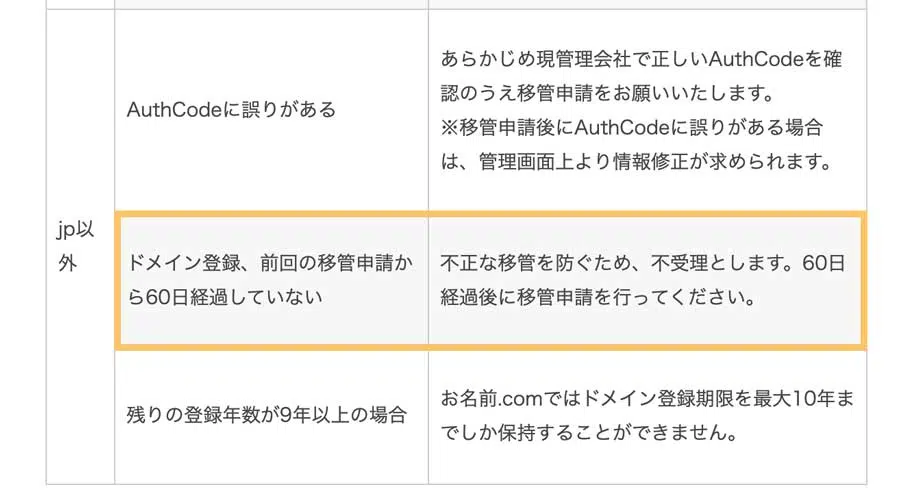 jp以
外
AuthCodeに誤りがある
あらかじめ現管理会社で正しいAuthCodeを確
認のうえ移管申請をお願いいたします。
※移管申請後にAuthCodeに誤りがある場合
は、管理画面上より情報修正が求められます。
ドメイン登録、前回の移管申請か
ら60日経過していない
不正な移管を防ぐため、不受理とします。60日
経過後に移管申請を行ってください。
残りの登録年数が9年以上の場合
お名前.comではドメイン登録期限を最大10年ま
でしか保持することができません。